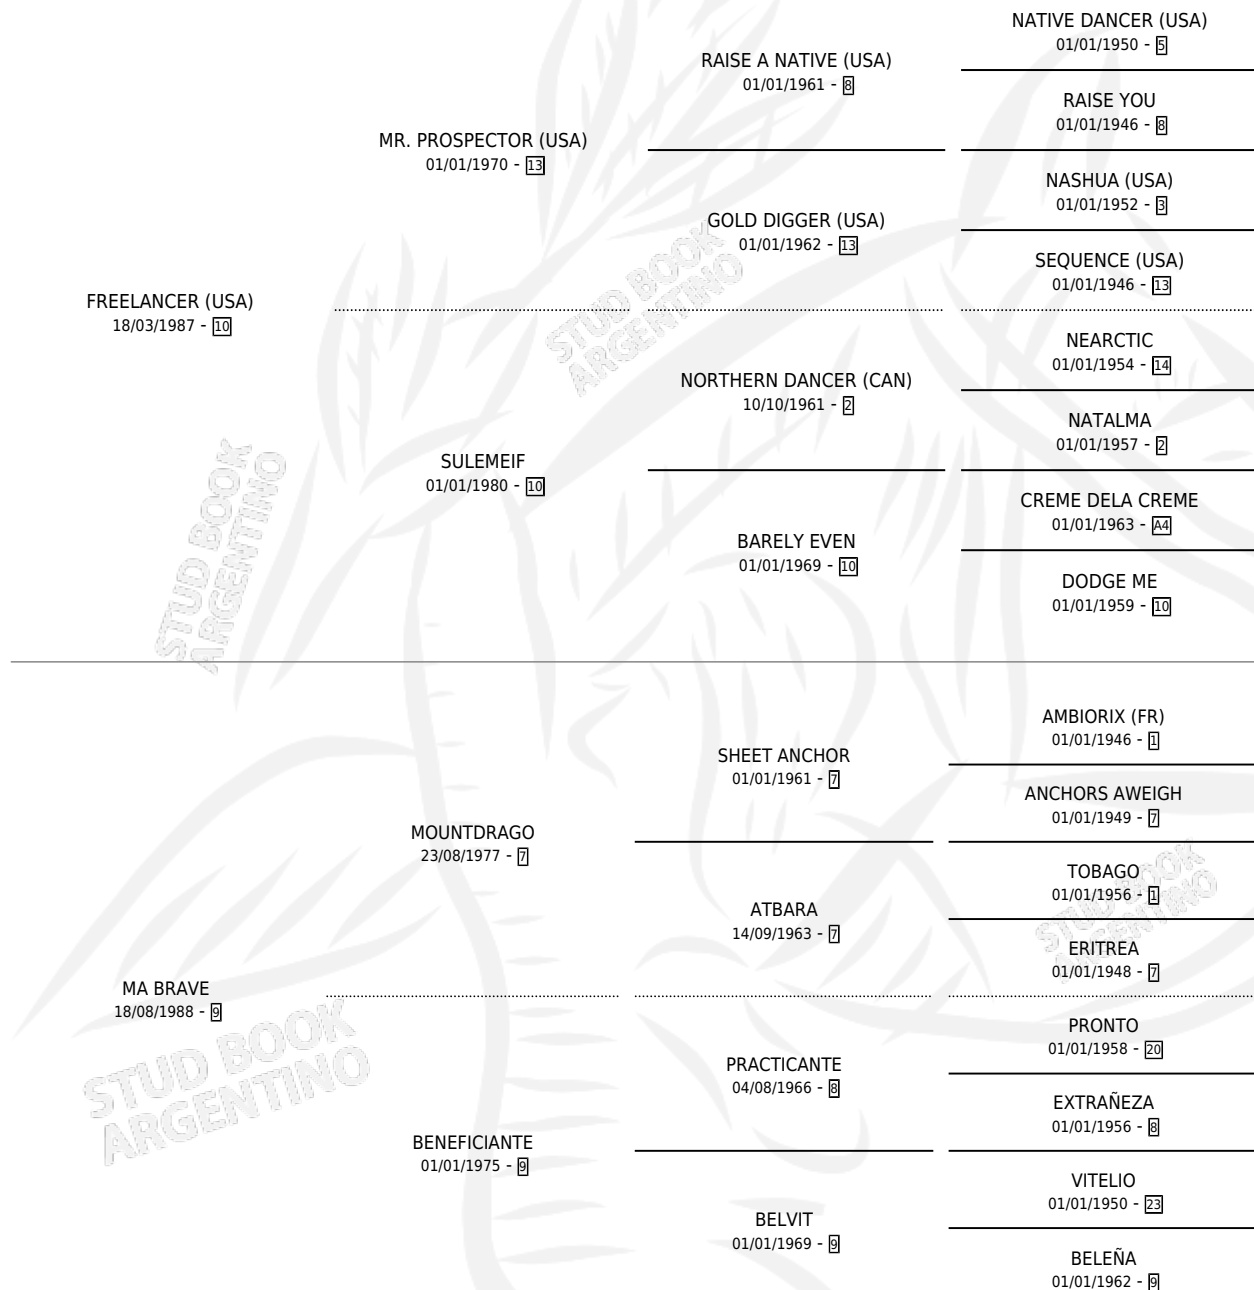 NATIVE DANCER (USA)
01/01/1950 - 5
RAISE A NATIVE (USA)
01/01/1961 - 8
RAISE YOU
01/01/1946 - 8
MR. PROSPECTOR (USA)
01/01/1970 - 13
NASHUA (USA)
01/01/1952 - 3
GOLD DIGGER (USA)
01/01/1962 - 13
SEQUENCE (USA)
01/01/1946 - 13
FREELANCER (USA)
18/03/1987 - 10
NEARCTIC
01/01/1954 - 14
NORTHERN DANCER (CAN)
10/10/1961 - 2
NATALMA
01/01/1957 - 2
SULEMEIF
01/01/1980 - 10
CREME DELA CREME
01/01/1963 - A4
BARELY EVEN
01/01/1969 - 10
DODGE ME
01/01/1959 - 10
AMBIORIX (FR)
01/01/1946 - 1
SHEET ANCHOR
01/01/1961 - 7
ANCHORS AWEIGH
01/01/1949 - 7
MOUNTDRAGO
23/08/1977 - 7
TOBAGO
01/01/1956 - 1
ATBARA
14/09/1963 - 7
ERITREA
01/01/1948 - 7
MA BRAVE
18/08/1988 - 9
PRONTO
01/01/1958 - 20
PRACTICANTE
04/08/1966 - 8
EXTRAÑEZA
01/01/1956 - 8
BENEFICIANTE
01/01/1975 - 9
VITELIO
01/01/1950 - 23
BELVIT
01/01/1969 - 9
BELEÑA
01/01/1962 - 9
STUD BOOK
ARGENTINO
STUD BOOK
ARGENTINO
STUD BOOK
ARGENTINO
STUD BOOK
ARGENTINO